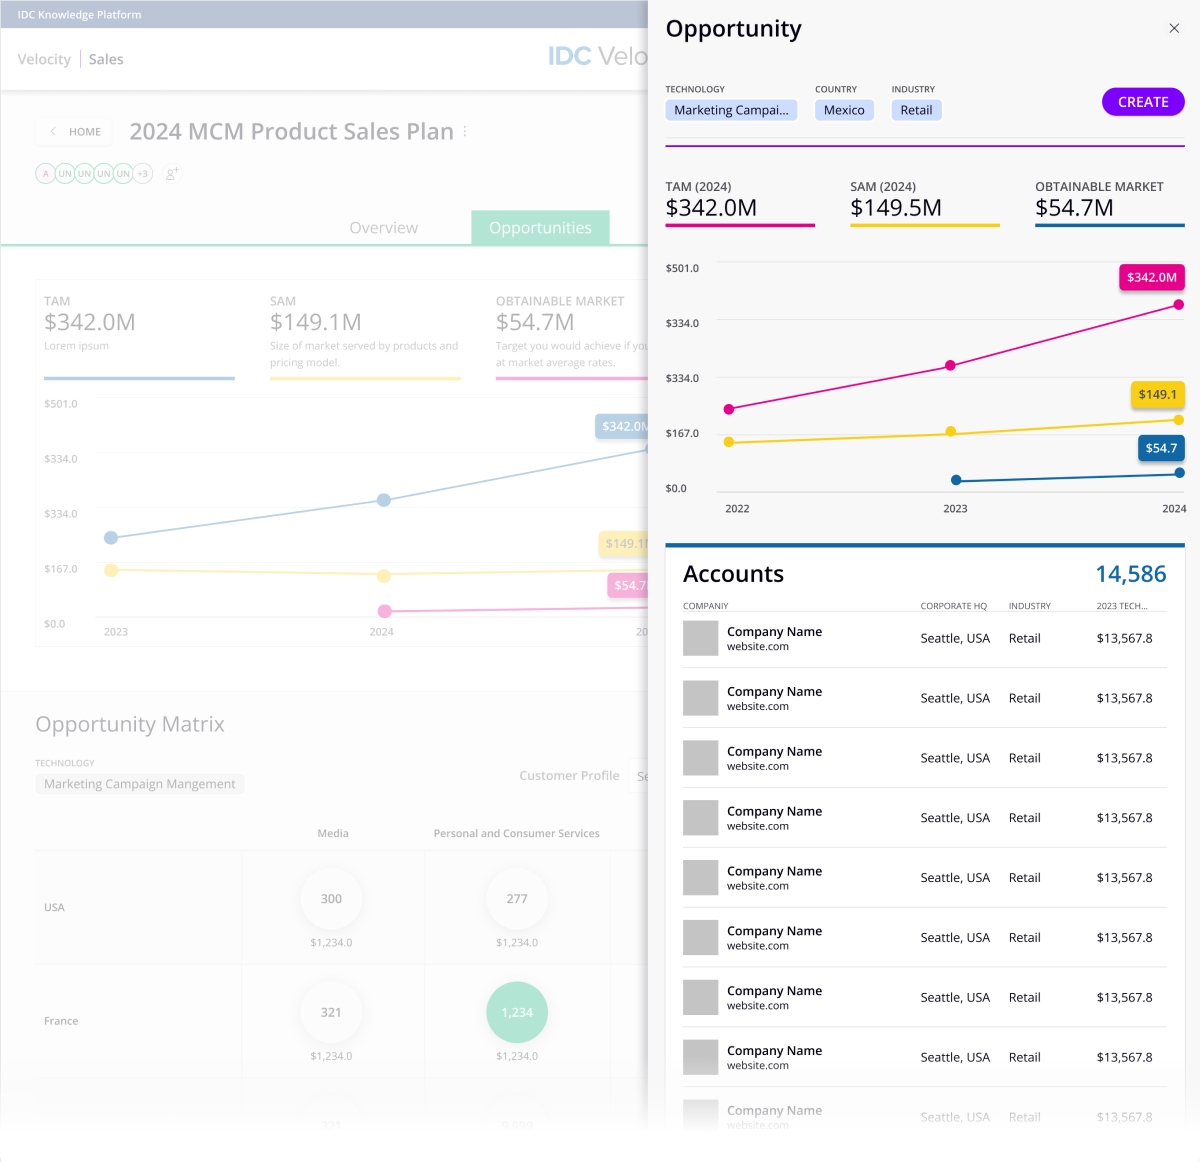 IDC Knowledge Platform
Velocity | Sales
IDC Velo
HOME
2024 MCM Product Sales Plan
A UN UN UN UN +3
Overview
Opportunities
TAM
$342.0M
Lorem ipsum
SAM
$149.1M
Size of market served by products and
pricing model.
OBTAINABLE MARKET
$54.7M
Target you would achieve if you
at market average rates.
$501.0
$334.0
$334.0
$167.0
$0.0
$342.0M
$149.1
$54.7
2023
2024
20
Opportunity Matrix
TECHNOLOGY
Marketing Campaign Mangement
Customer Profile
Se
Media
Personal and Consumer Services
USA
300
$1,234.0
277
$1,234.0
France
321
$1,234.0
1,234
$1,234.0
321
9,999
Opportunity
TECHNOLOGY
Marketing Campai...
COUNTRY
Mexico
INDUSTRY
Retail
CREATE
TAM (2024)
$342.0M
SAM (2024)
$149.5M
OBTAINABLE MARKET
$54.7M
$501.0
$334.0
$334.0
$167.0
$0.0
$342.0M
$149.1
$54.7
2022
2023
2024
Accounts
14,586
COMPANIY CORPORATE HQ INDUSTRY 2023 TECH...
Company Name
website.com
Seattle, USA Retail $13,567.8
Company Name
website.com
Seattle, USA Retail $13,567.8
Company Name
website.com
Seattle, USA Retail $13,567.8
Company Name
website.com
Seattle, USA Retail $13,567.8
Company Name
website.com
Seattle, USA Retail $13,567.8
Company Name
website.com
Seattle, USA Retail $13,567.8
Company Name
website.com
Seattle, USA Retail $13,567.8
Company Name
website.com
Seattle, USA Retail $13,567.8
Company Name
website.com
Seattle, USA Retail $13,567.8